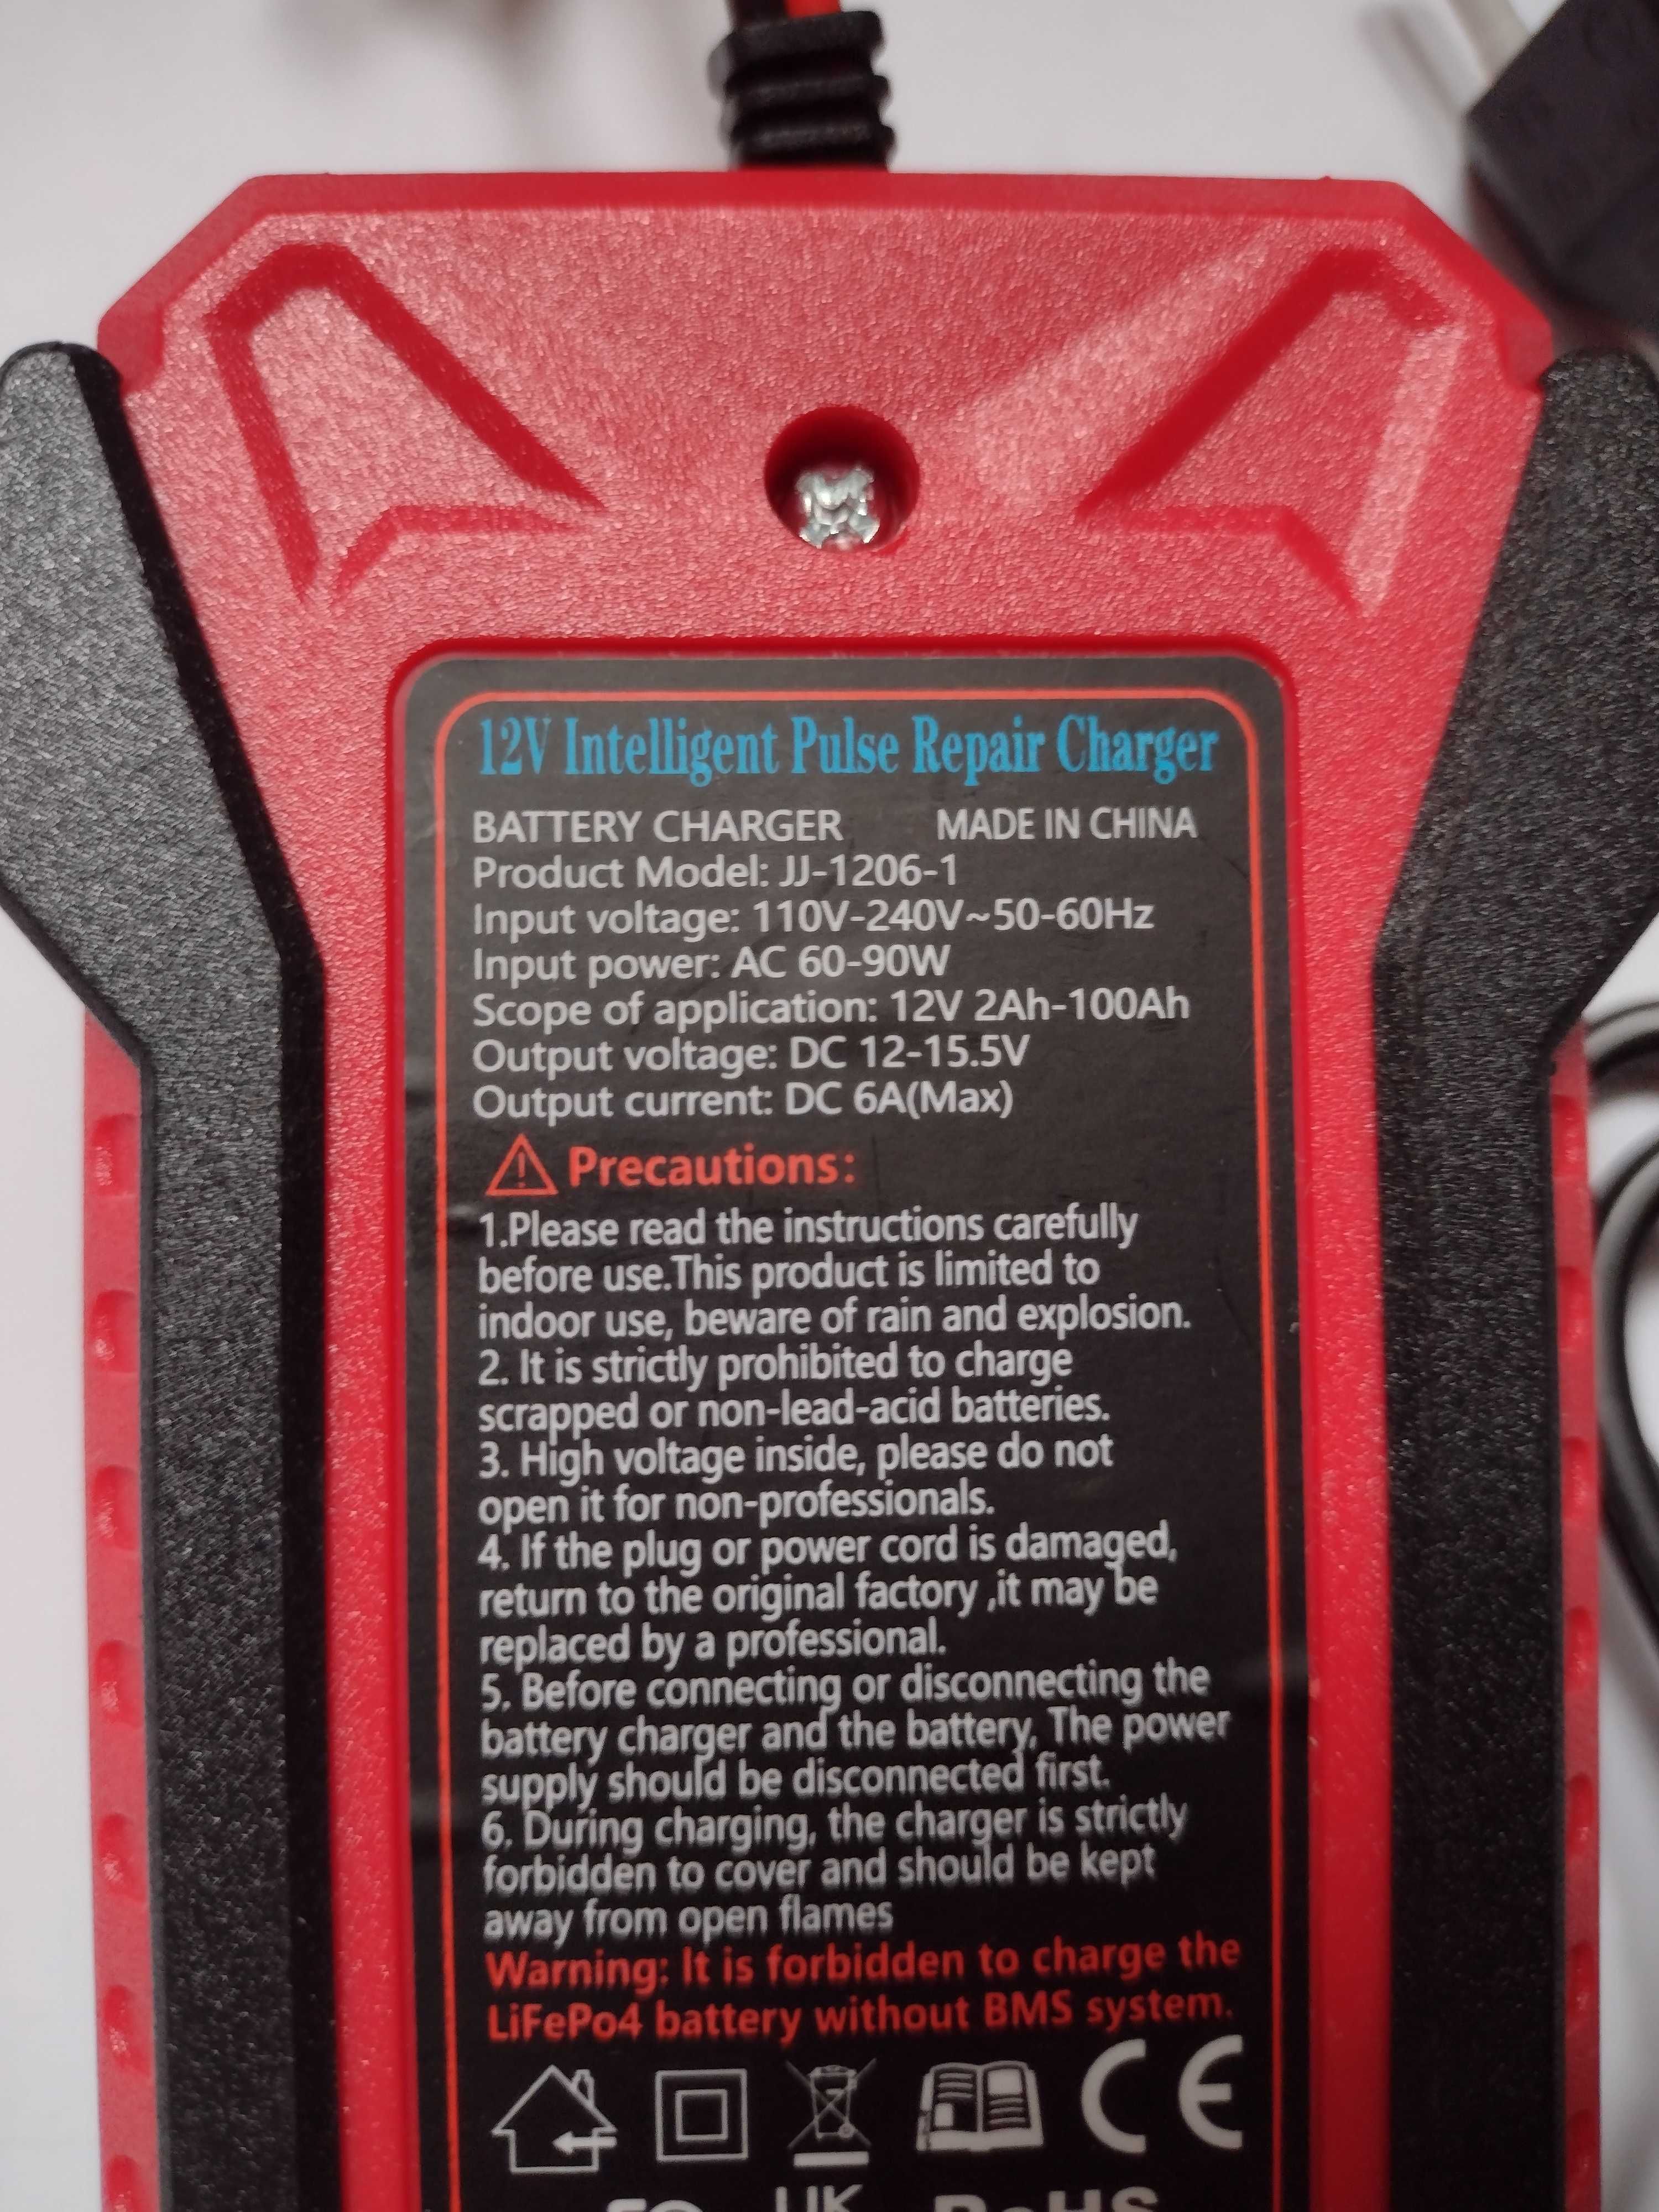 12V Intelligent Pulse Repair Charger
BATTERY CHARGER MADE IN CHINA
Product Model: JJ-1206-1
Input voltage: 110V-240V~50-60Hz
Input power: AC 60-90W
Scope of application: 12V 2Ah-100Ah
Output voltage: DC 12-15.5V
Output current: DC 6A(Max)
Precautions:
1.Please read the instructions carefully
before use.This product is limited to
indoor use, beware of rain and explosion.
2. It is strictly prohibited to charge
scrapped or non-lead-acid batteries.
3. High voltage inside, please do not
open it for non-professionals.
4. If the plug or power cord is damaged,
return to the original factory ,it may be
replaced by a professional.
5. Before connecting or disconnecting the
battery charger and the battery, The power
supply should be disconnected first.
6. During charging, the charger is strictly
forbidden to cover and should be kept
away from open flames
Warning: It is forbidden to charge the
LiFePo4 battery without BMS system.
CE
UK RoHS